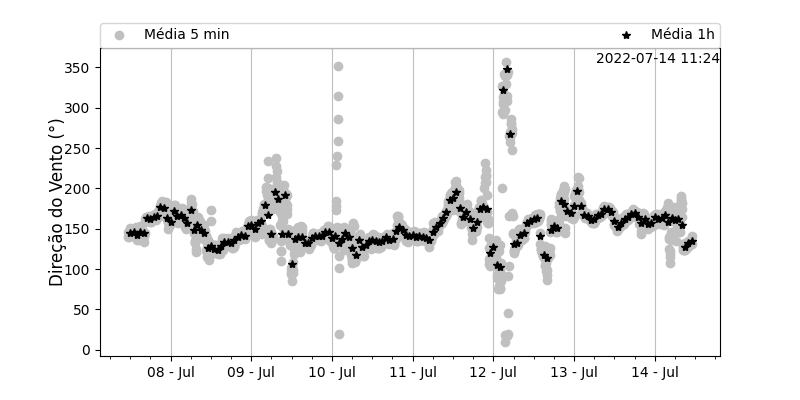 Média 5 min
Média 1h
2022-07-14 11:24
Direção do Vento (°)
350
300
250
200
150
100
50
0
08 - Jul
09 - Jul
10 - Jul
11 - Jul
12 - Jul
13 - Jul
14 - Jul